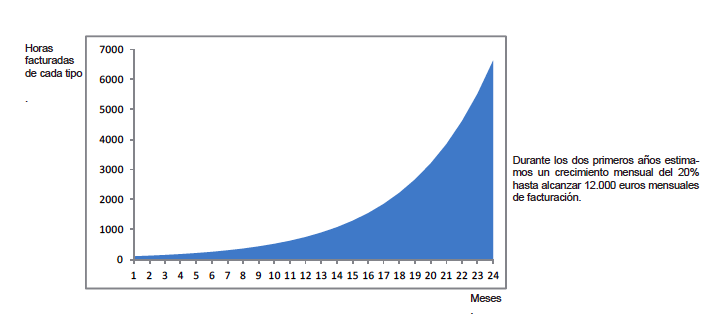 Horas
facturadas
de cada tipo
.
7000
6000
5000
4000
3000
2000
1000
0
1 2 3 4 5 6 7 8 9 10 11 12 13 14 15 16 17 18 19 20 21 22 23 24
Meses
.
Durante los dos primeros años estima-
mos un crecimiento mensual del 20%
hasta alcanzar 12.000 euros mensuales
de facturación.